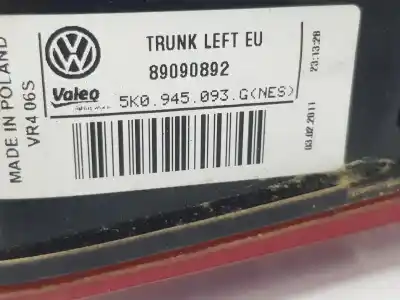 TRUNK LEFT EU
89090892
Valeo
5K0.945.093.G(NES)
MADE IN POLAND
VR4 06S
23:13:28
03.02.2011